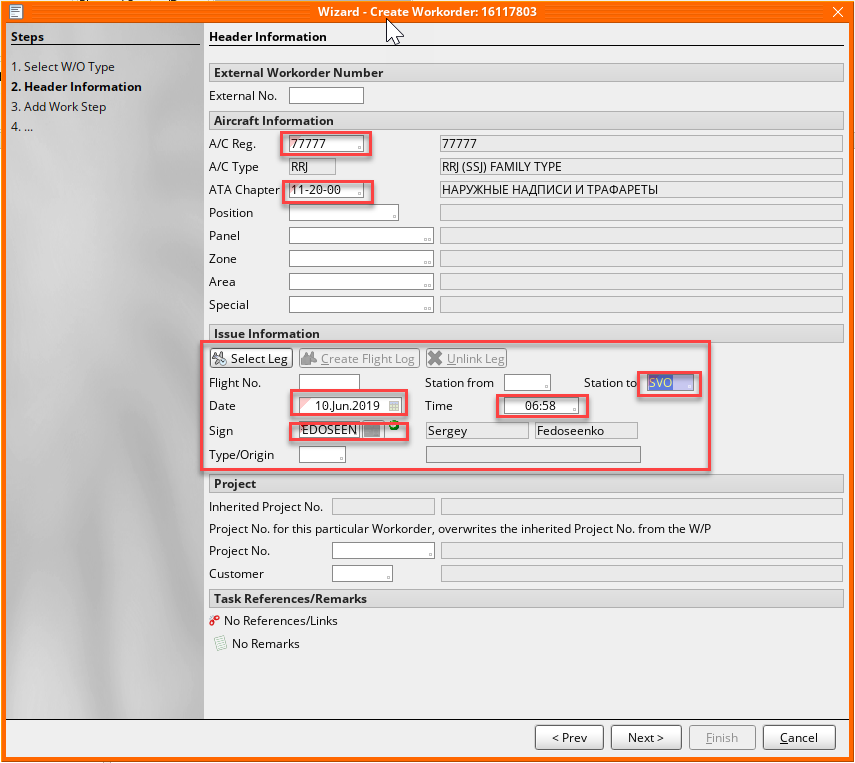 Wizard - Create Workorder: 16117803
Steps
1. Select W/O Type
2. Header Information
3. Add Work Step
4. ...
Header Information
External Workorder Number
External No.
Aircraft Information
A/C Reg. 77777 77777
A/C Type RRJ RRJ (SSJ) FAMILY TYPE
ATA Chapter 11-20-00 НАРУЖНЫЕ НАДПИСИ И ТРАФАРЕТЫ
Position
Panel
Zone
Area
Special
Issue Information
Select Leg Create Flight Log Unlink Leg
Flight No. Station from Station to SVO
Date 10.Jun.2019 Time 06:58
Sign EDOSEEN Sergey Fedoseenko
Type/Origin
Project
Inherited Project No.
Project No. for this particular Workorder, overwrites the inherited Project No. from the W/P
Project No.
Customer
Task References/Remarks
No References/Links
No Remarks
< Prev Next > Finish Cancel